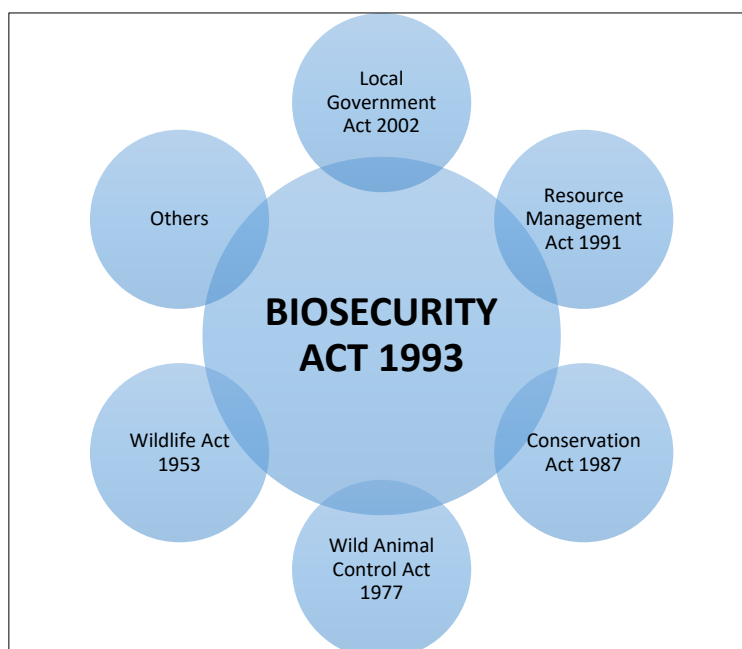 Local
Government
Act 2002
Resource
Management
Act 1991
Others
BIOSECURITY
ACT 1993
Wildlife Act
1953
Conservation
Act 1987
Wild Animal
Control Act
1977